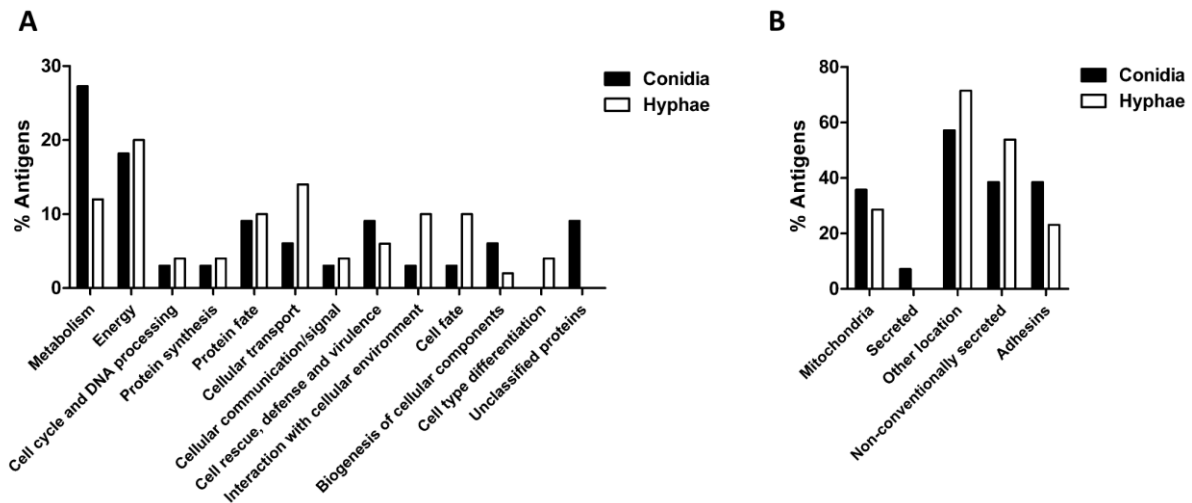 A
% Antigens
30
20
10
0
Metabolism
Energy
Cell cycle and DNA processing
Protein synthesis
Protein fate
Cellular transport
Cellular communication/signal
Cell rescue, defense and virulence
Interaction with cellular environment
Cell fate
Biogenesis of cellular components
Cell type differentiation
Unclassified proteins
Conidia
Hyphae
B
% Antigens
80
60
40
20
0
Mitochondria
Secreted
Other location
Non-conventionally secreted
Adhesins
Conidia
Hyphae